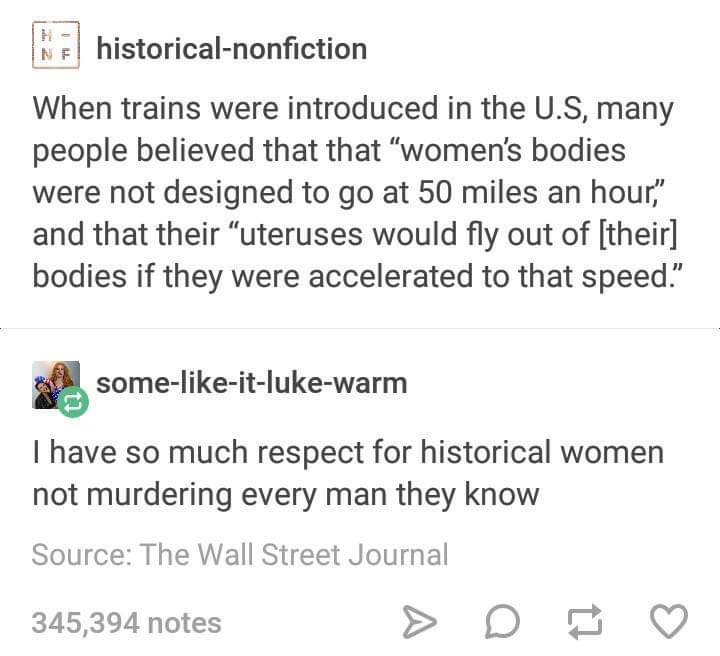 H -
N F
historical-nonfiction
When trains were introduced in the U.S, many
people believed that that “women’s bodies
were not designed to go at 50 miles an hour,”
and that their “uteruses would fly out of [their]
bodies if they were accelerated to that speed.”
some-like-it-luke-warm
I have so much respect for historical women
not murdering every man they know
Source: The Wall Street Journal
345,394 notes